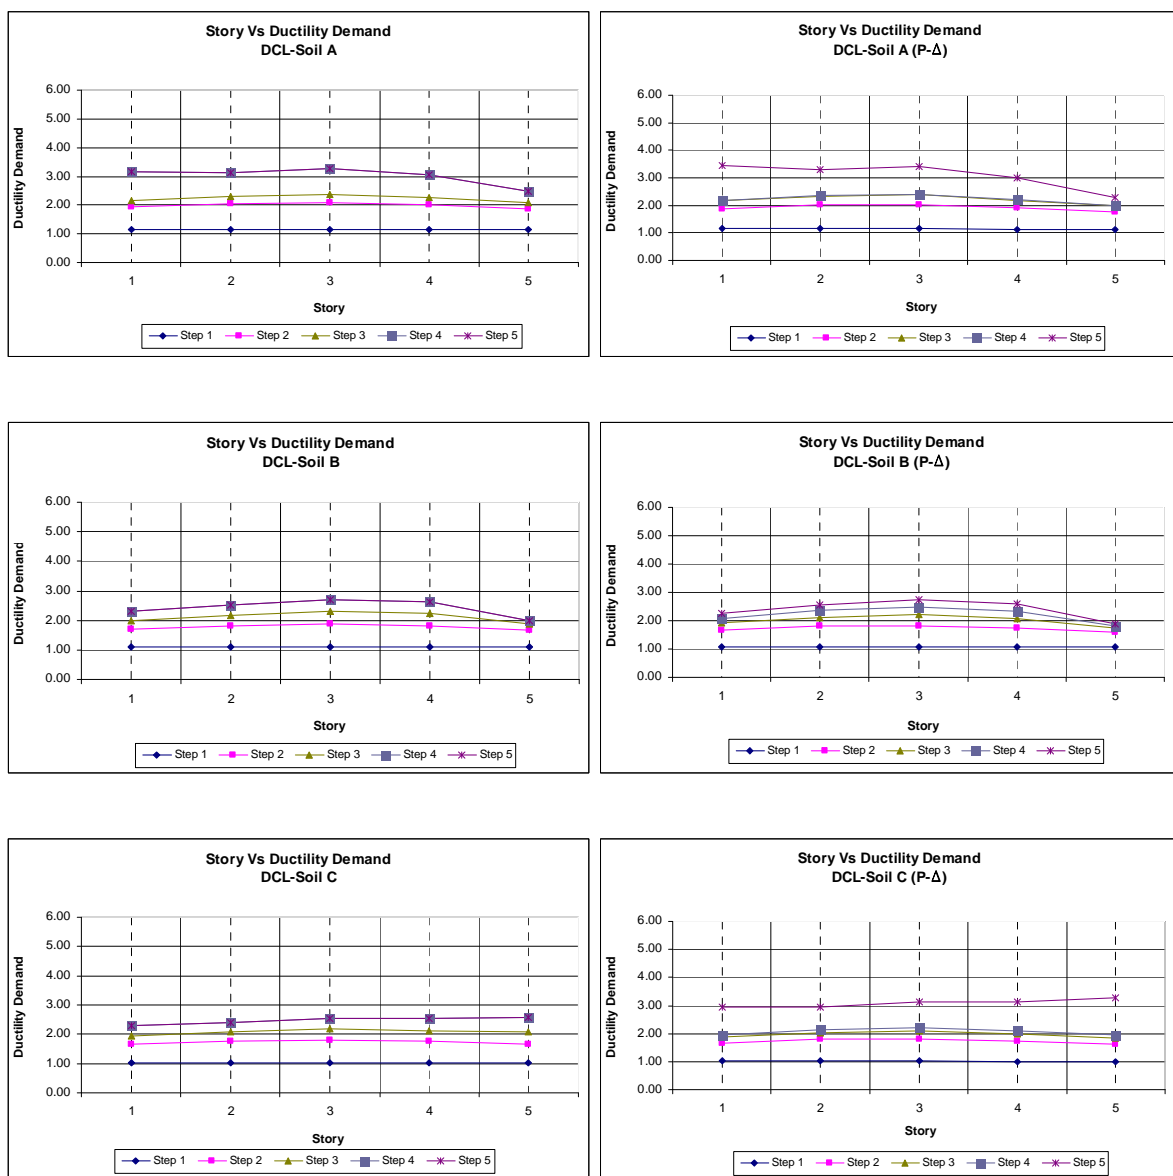 Story Vs Ductility Demand
DCL-Soil A
Ductility Demand
6.00
5.00
4.00
3.00
2.00
1.00
0.00
1 2 3 4 5
Story
Step 1 Step 2 Step 3 Step 4 Step 5
Story Vs Ductility Demand
DCL-Soil A (P-Δ)
Ductility Demand
6.00
5.00
4.00
3.00
2.00
1.00
0.00
1 2 3 4 5
Story
Step 1 Step 2 Step 3 Step 4 Step 5
Story Vs Ductility Demand
DCL-Soil B
Ductility Demand
6.00
5.00
4.00
3.00
2.00
1.00
0.00
1 2 3 4 5
Story
Step 1 Step 2 Step 3 Step 4 Step 5
Story Vs Ductility Demand
DCL-Soil B (P-Δ)
Ductility Demand
6.00
5.00
4.00
3.00
2.00
1.00
0.00
1 2 3 4 5
Story
Step 1 Step 2 Step 3 Step 4 Step 5
Story Vs Ductility Demand
DCL-Soil C
Ductility Demand
6.00
5.00
4.00
3.00
2.00
1.00
0.00
1 2 3 4 5
Story
Step 1 Step 2 Step 3 Step 4 Step 5
Story Vs Ductility Demand
DCL-Soil C (P-Δ)
Ductility Demand
6.00
5.00
4.00
3.00
2.00
1.00
0.00
1 2 3 4 5
Story
Step 1 Step 2 Step 3 Step 4 Step 5